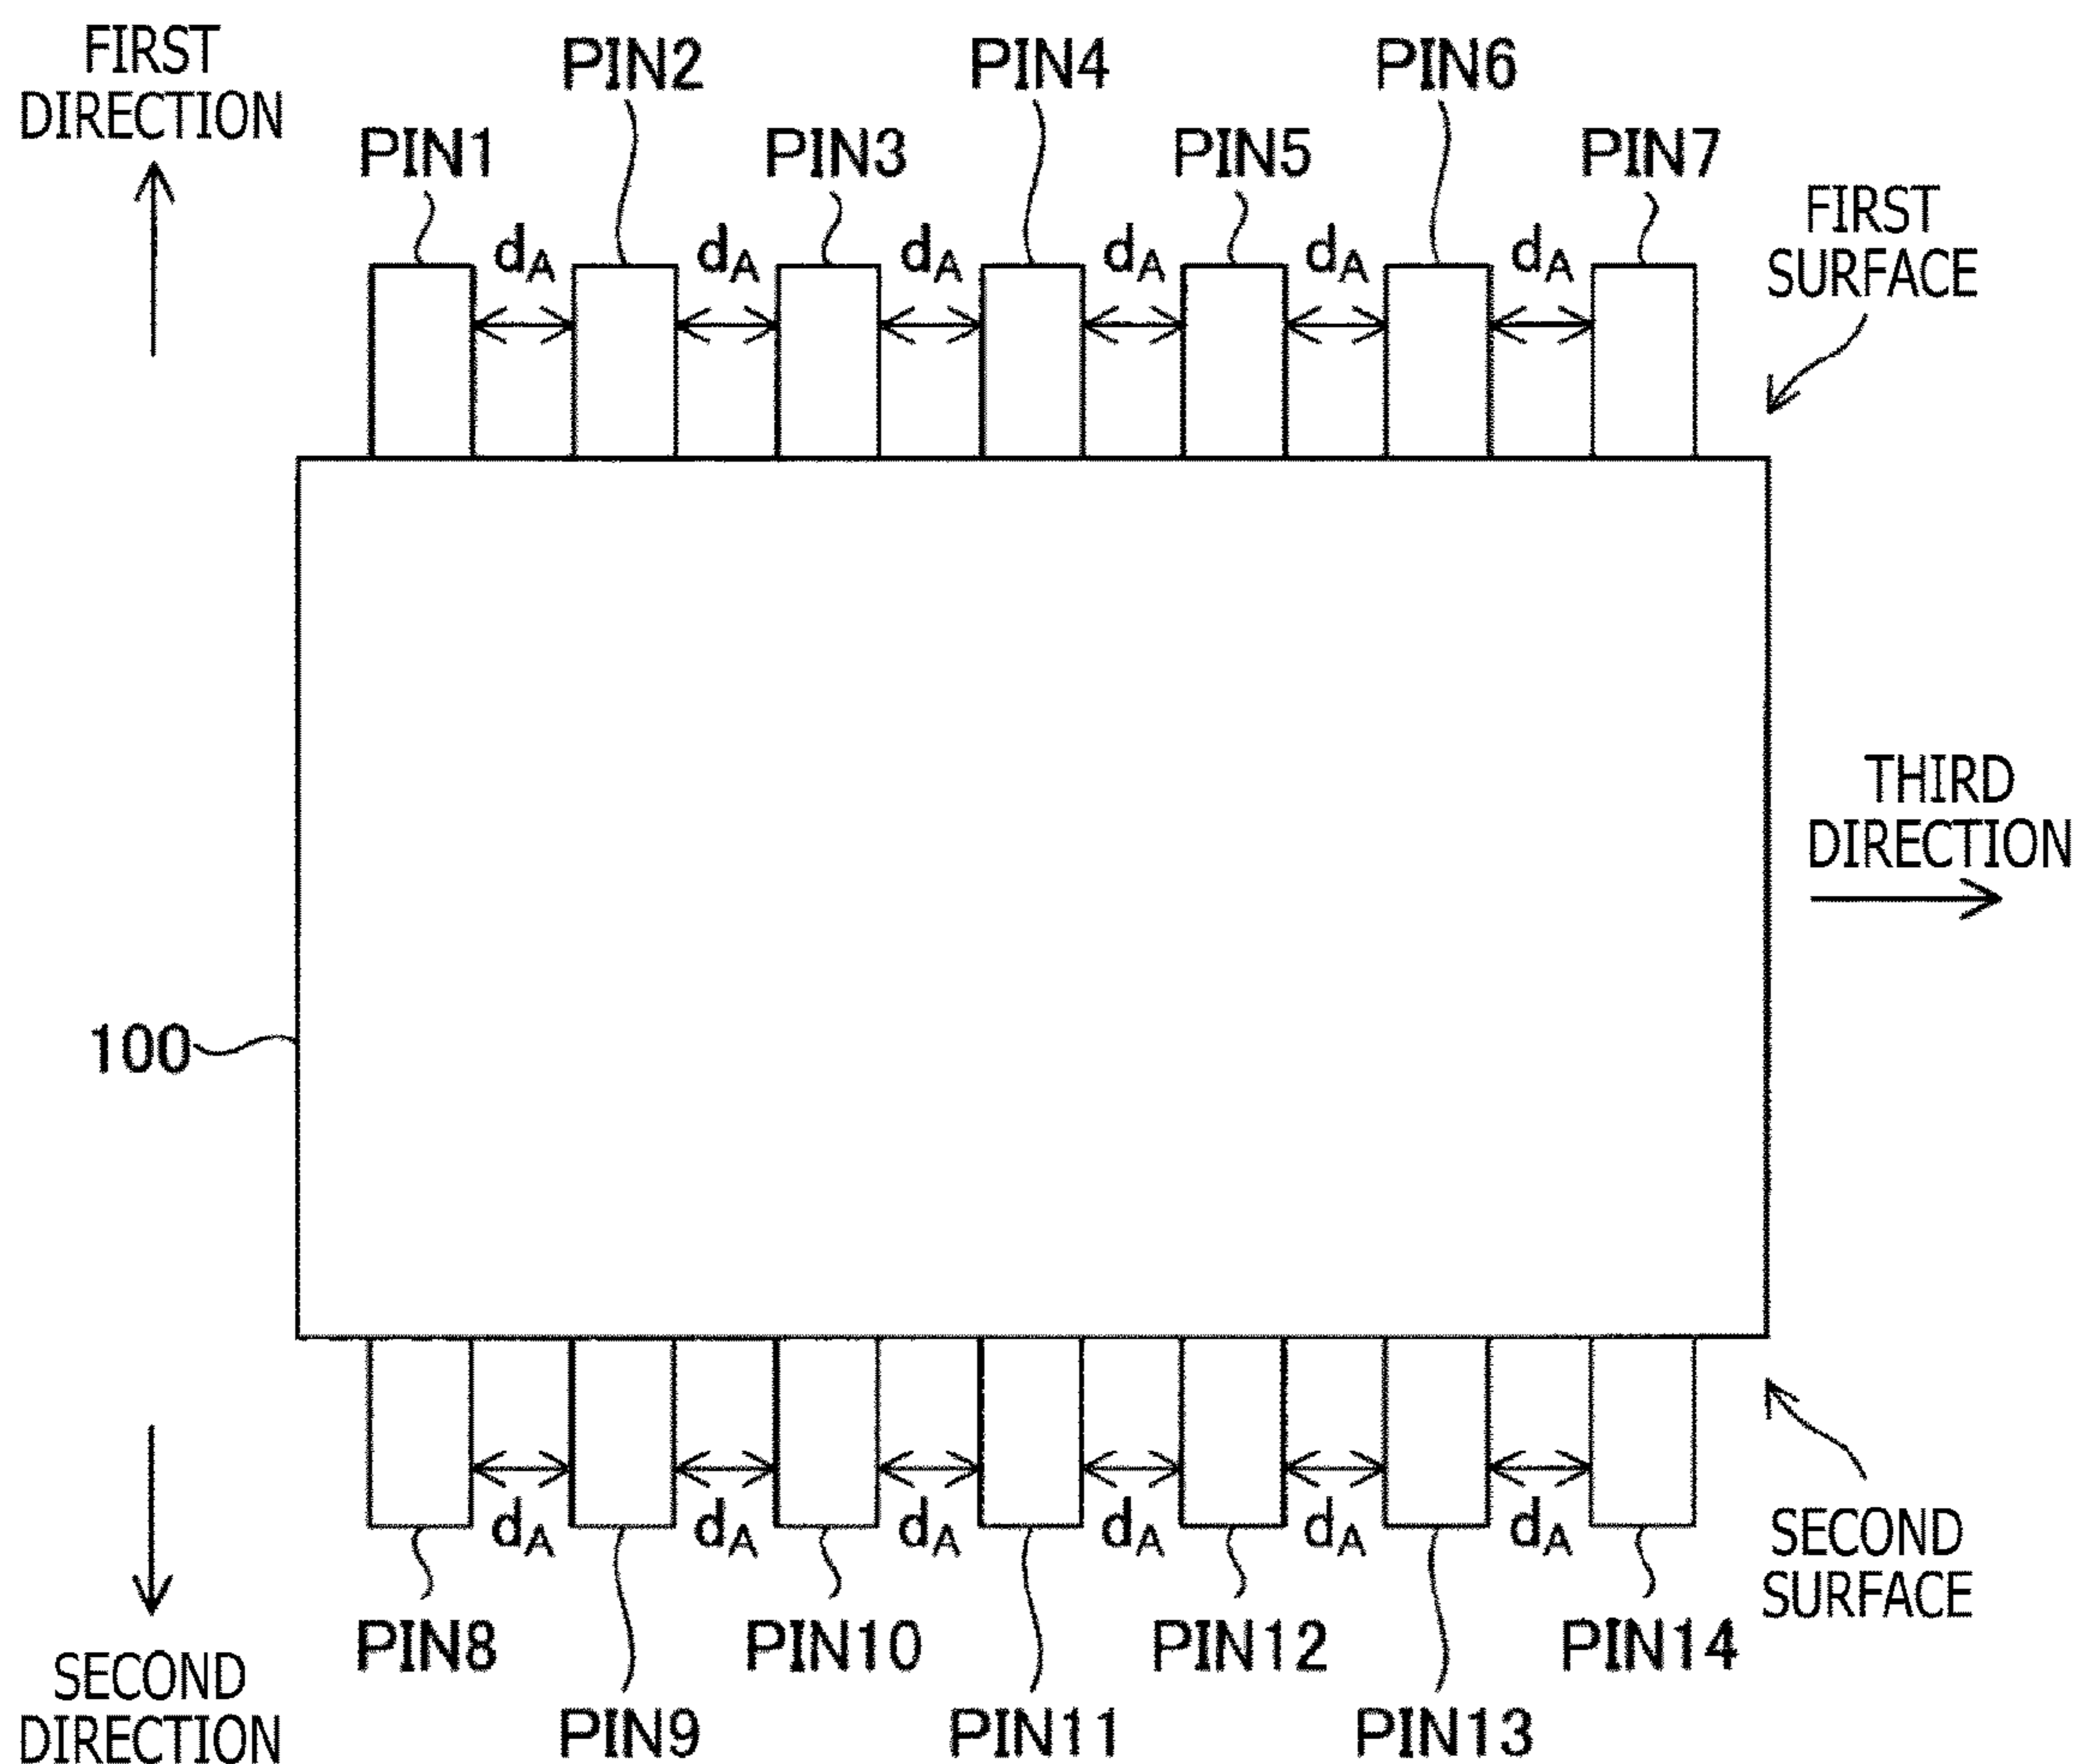 FIRST
DIRECTION
PIN2
PIN4
PIN6
PIN1
PIN3
PIN5
PIN7
FIRST
SURFACE
dA
dA
dA
dA
dA
dA
THIRD
DIRECTION
100
dA
dA
dA
dA
dA
dA
SECOND
SURFACE
PIN8
PIN10
PIN12
PIN14
SECOND
DIRECTION
PIN9
PIN11
PIN13